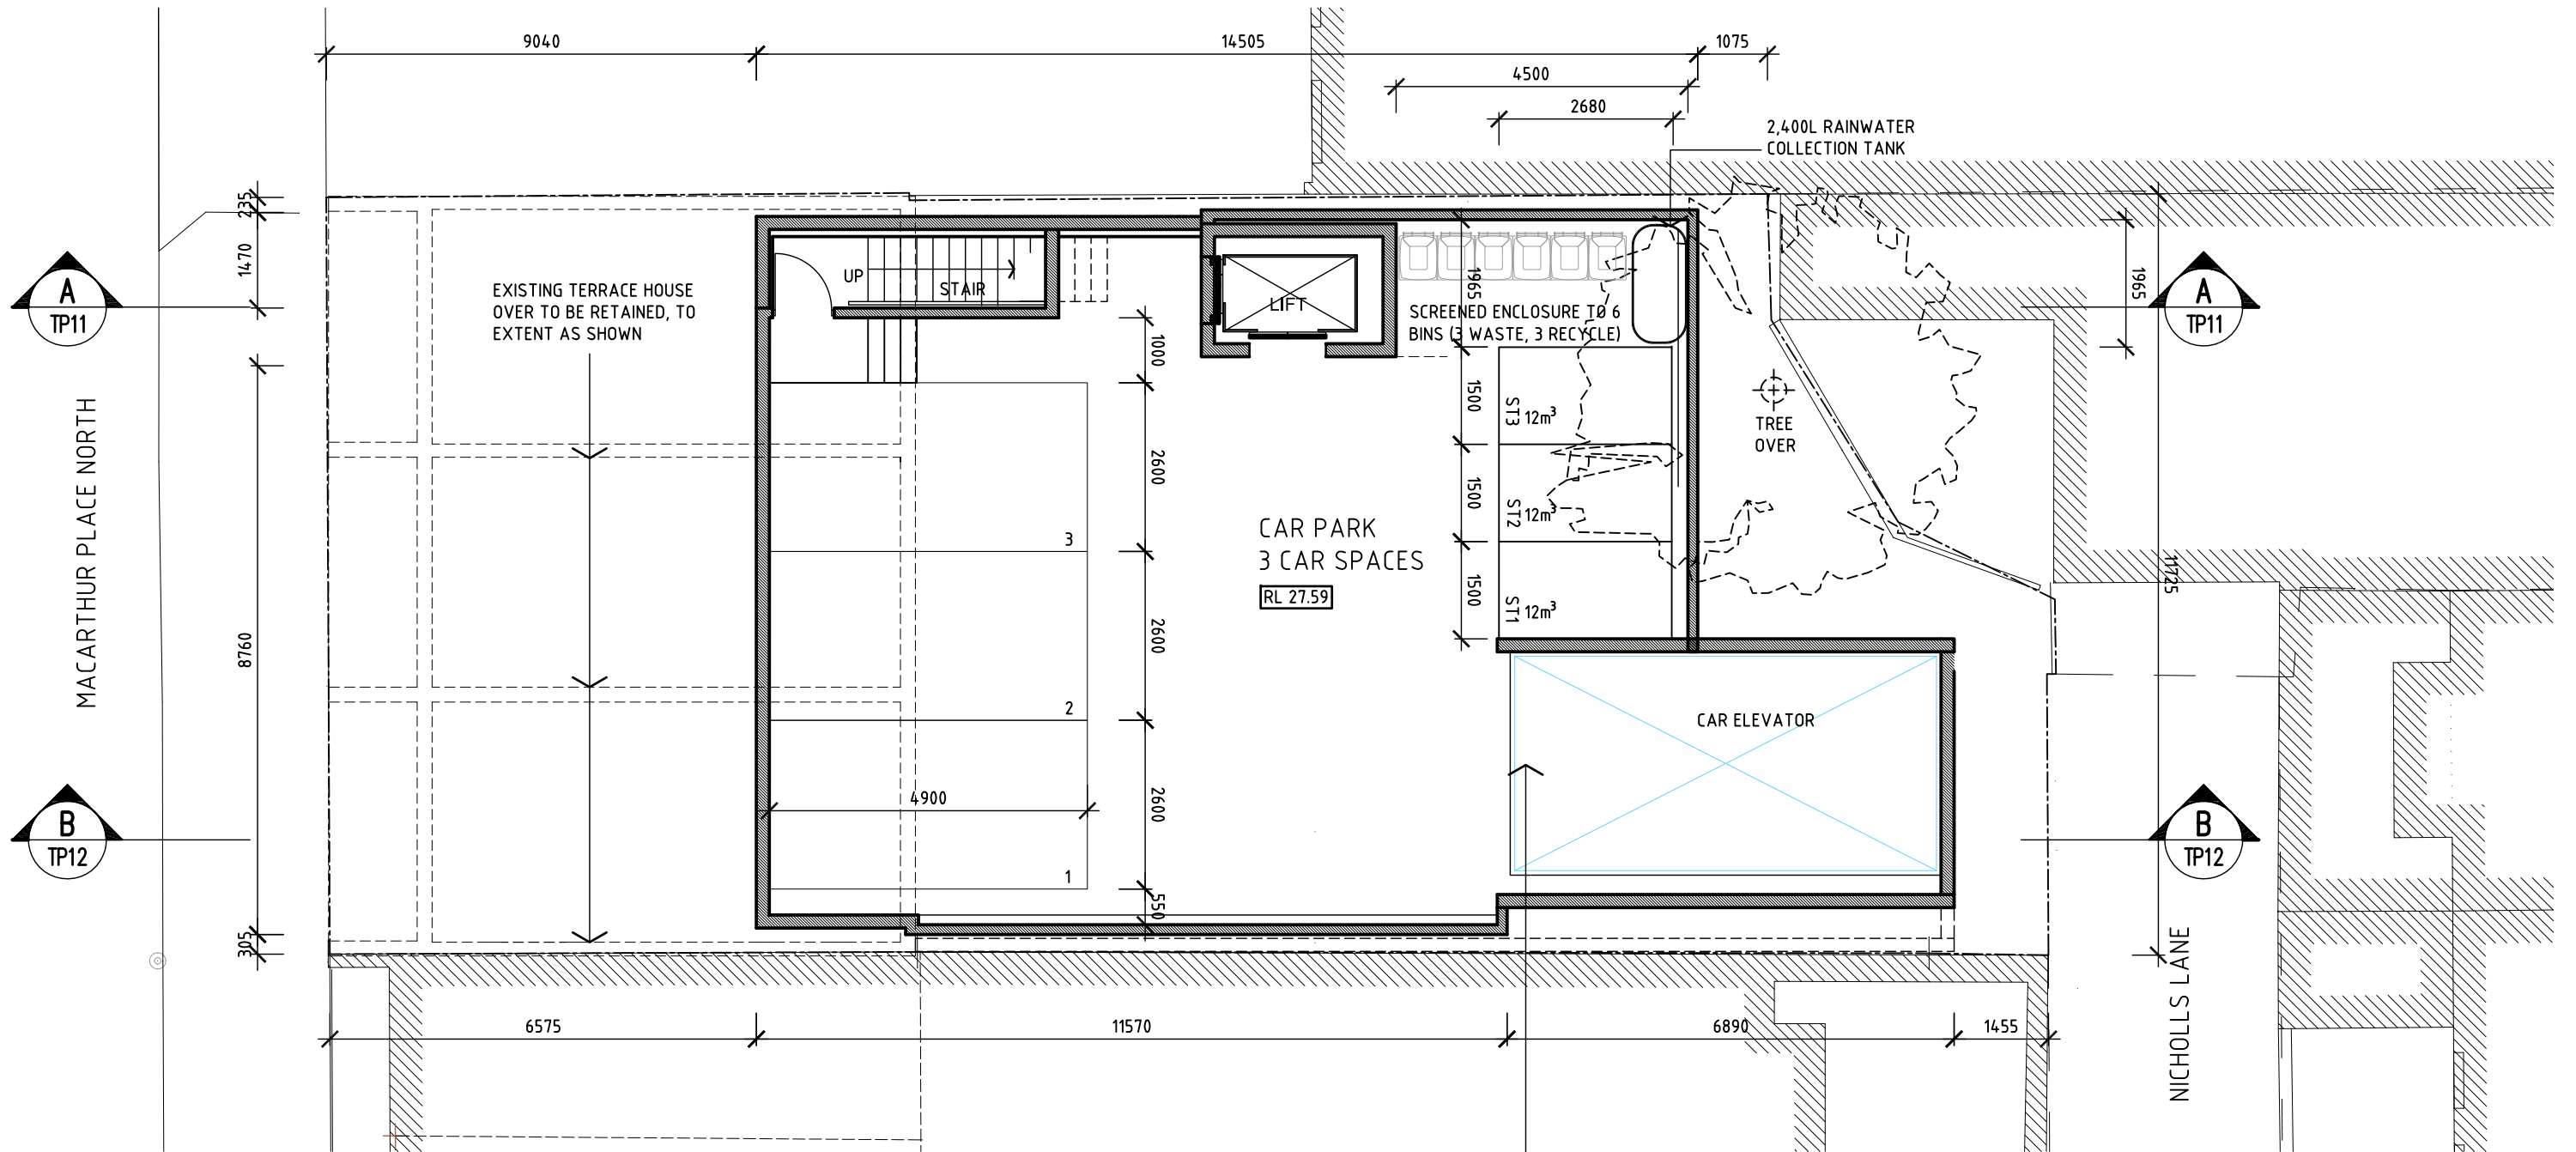 9040
14505
1075
4500
2680
2,400L RAINWATER
COLLECTION TANK
235
1470
8760
305
A
TP11
B
TP12
MACARTHUR PLACE NORTH
EXISTING TERRACE HOUSE
OVER TO BE RETAINED, TO
EXTENT AS SHOWN
UP
STAIR
LIFT
SCREENED ENCLOSURE TO 6
BINS (3 WASTE, 3 RECYCLE)
1965
1500
1500
1500
ST3 12m³
ST2 12m³
ST1 12m³
1000
2600
2600
2600
550
3
2
1
4900
CAR PARK
3 CAR SPACES
RL 27.59
TREE
OVER
CAR ELEVATOR
1965
11725
A
TP11
B
TP12
NICHOLLS LANE
6575
11570
6890
1455